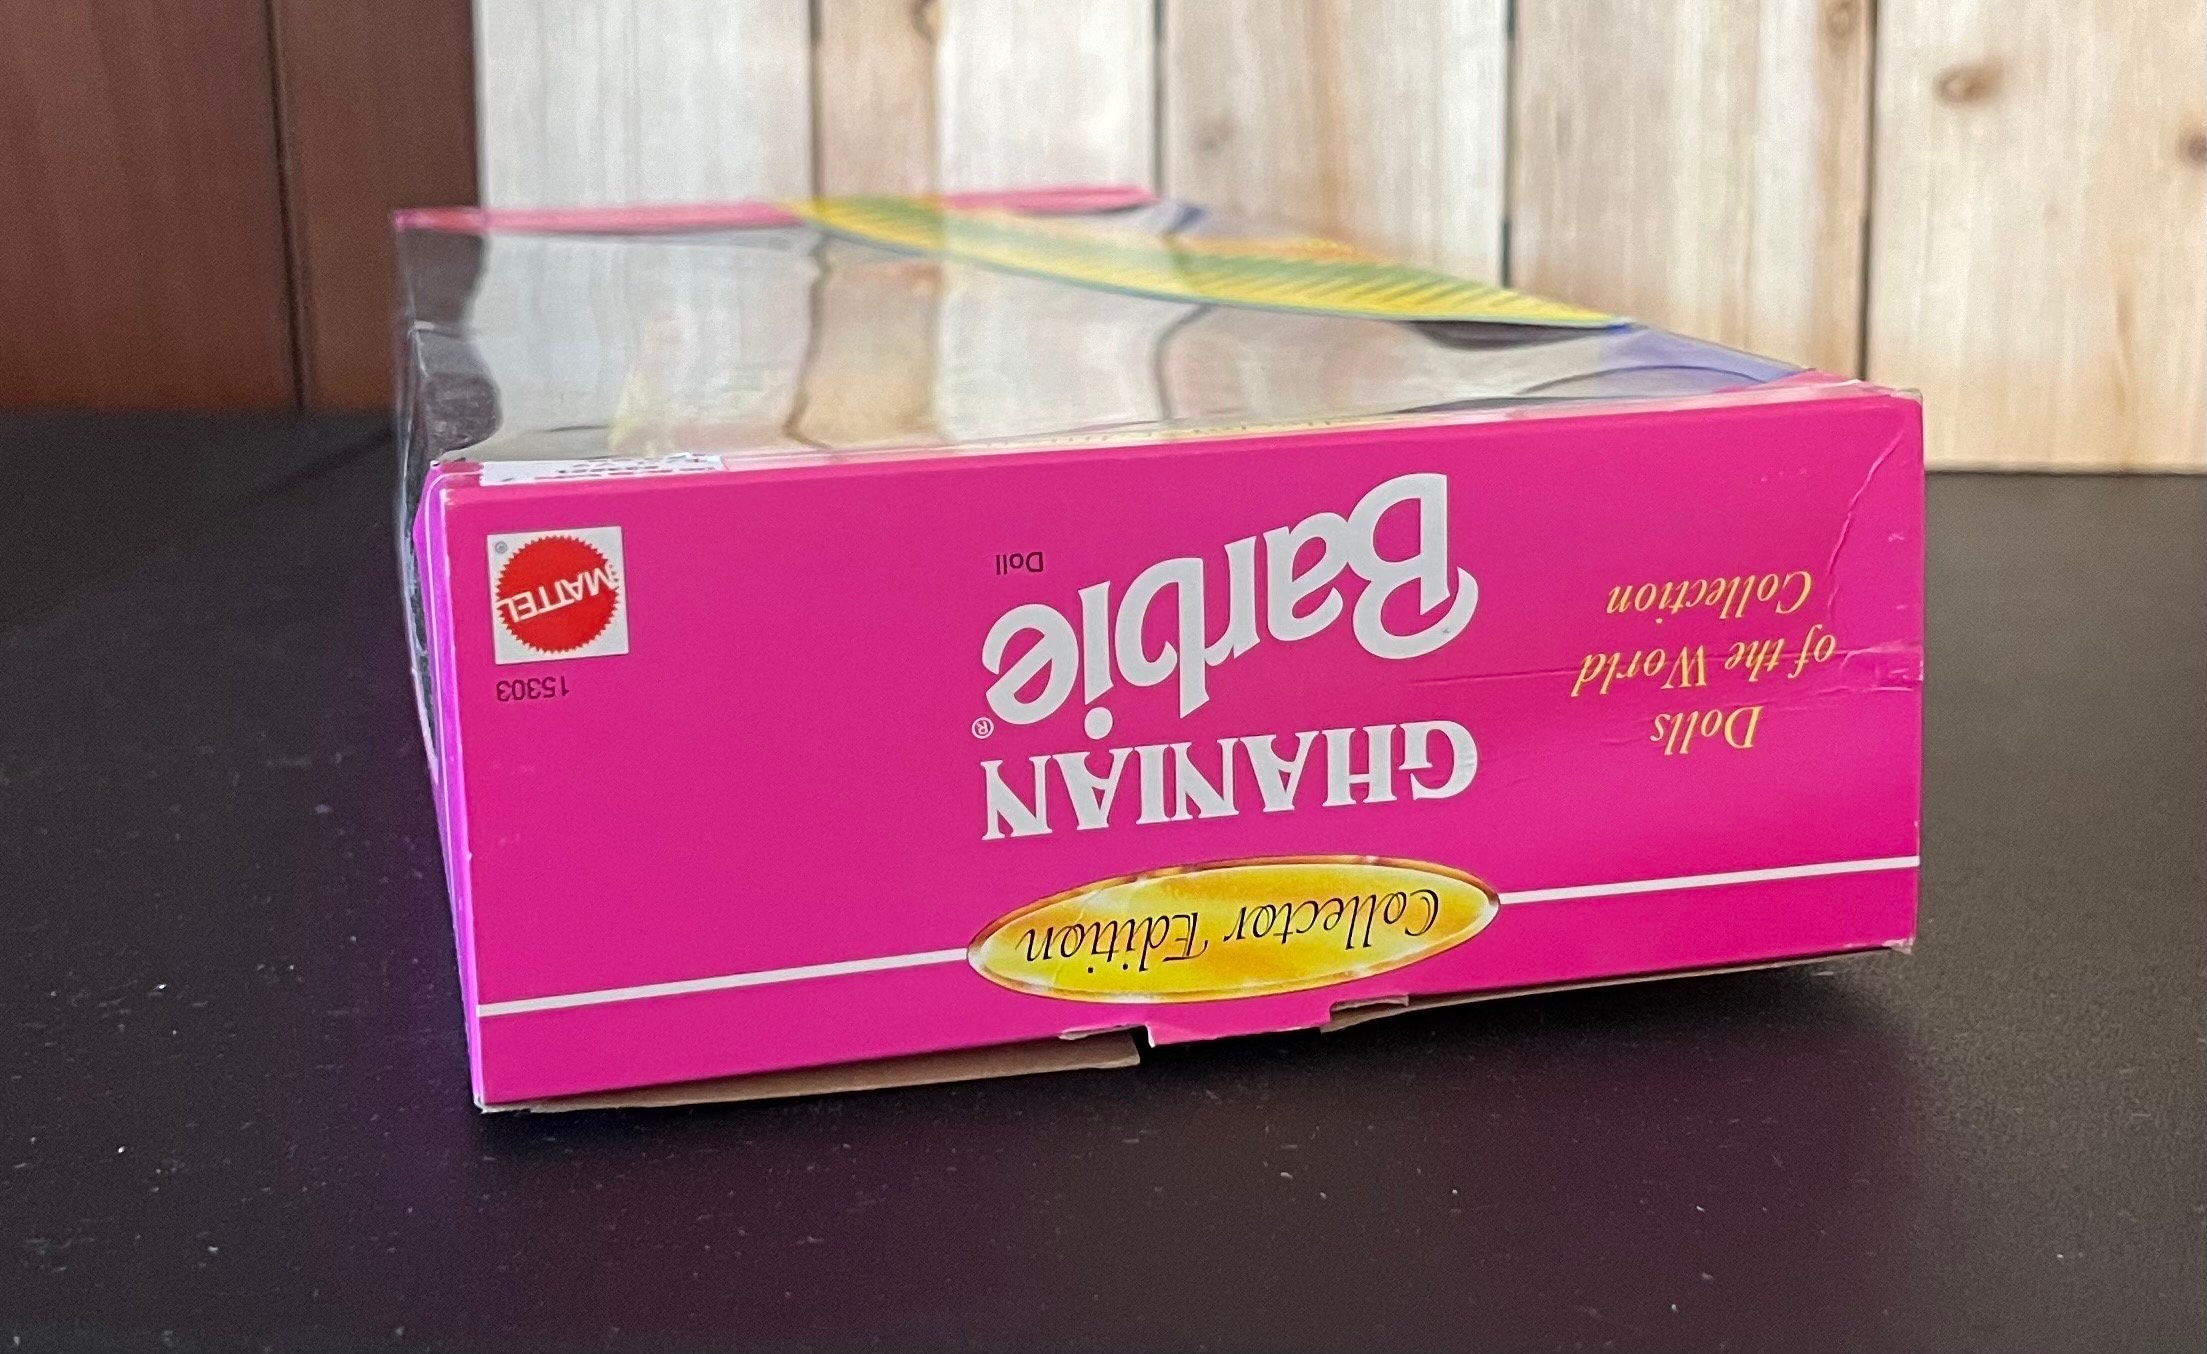 Collector Edition
GHANIAN
Barbie®
Doll
Dolls
of the World
Collection
15303
MATTEL
®